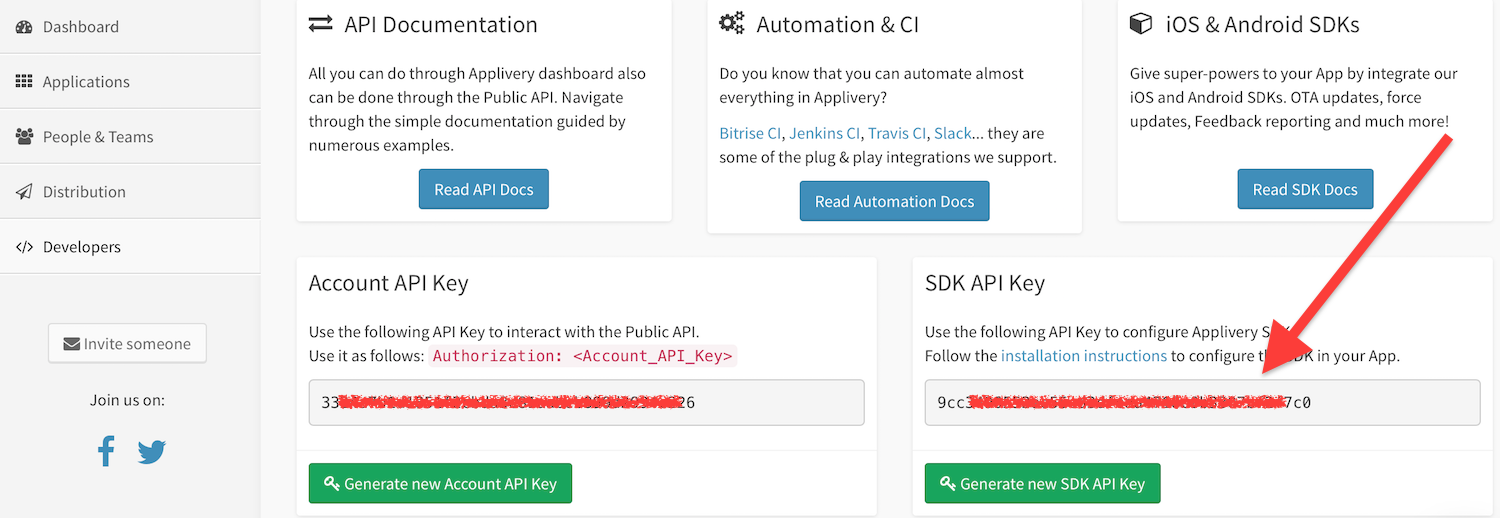 Dashboard
Applications
People & Teams
Distribution
Developers
Invite someone
Join us on:
API Documentation
All you can do through Applivery dashboard also
can be done through the Public API. Navigate
through the simple documentation guided by
numerous examples.
Read API Docs
Automation & CI
Do you know that you can automate almost
everything in Applivery?
Bitrise CI, Jenkins CI, Travis CI, Slack... they are
some of the plug & play integrations we support.
Read Automation Docs
iOS & Android SDKs
Give super-powers to your App by integrate our
iOS and Android SDKs. OTA updates, force
updates, Feedback reporting and much more!
Read SDK Docs
Account API Key
Use the following API Key to interact with the Public API.
Use it as follows: Authorization: <Account_API_Key>
33 26
Generate new Account API Key
SDK API Key
Use the following API Key to configure Applivery
Follow the installation instructions to configure SDK in your App.
9cc3 7c0
Generate new SDK API Key